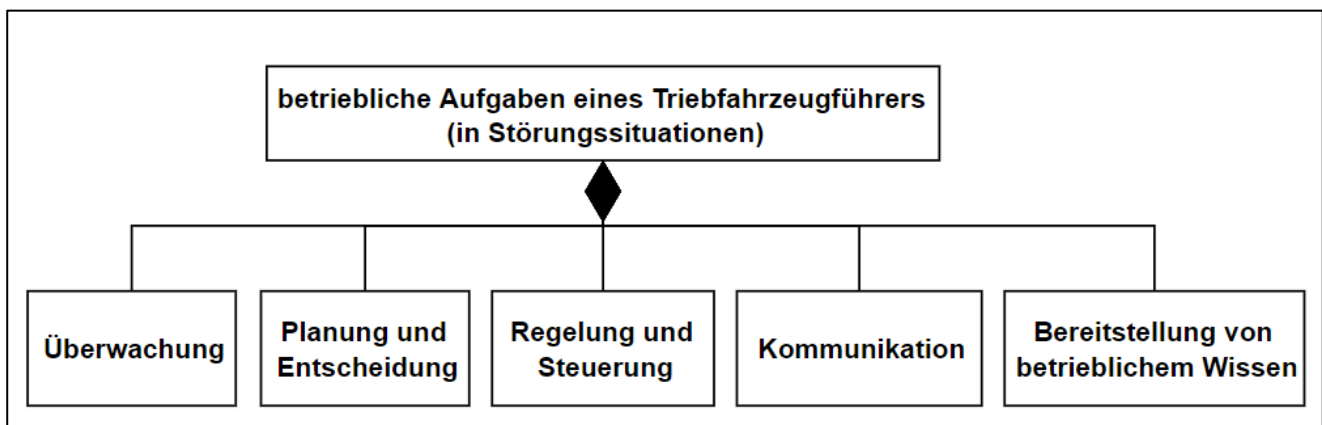 betriebliche Aufgaben eines Triebfahrzeugführers
(in Störungssituationen)
Überwachung
Planung und
Entscheidung
Regelung und
Steuerung
Kommunikation
Bereitstellung von
betrieblichem Wissen